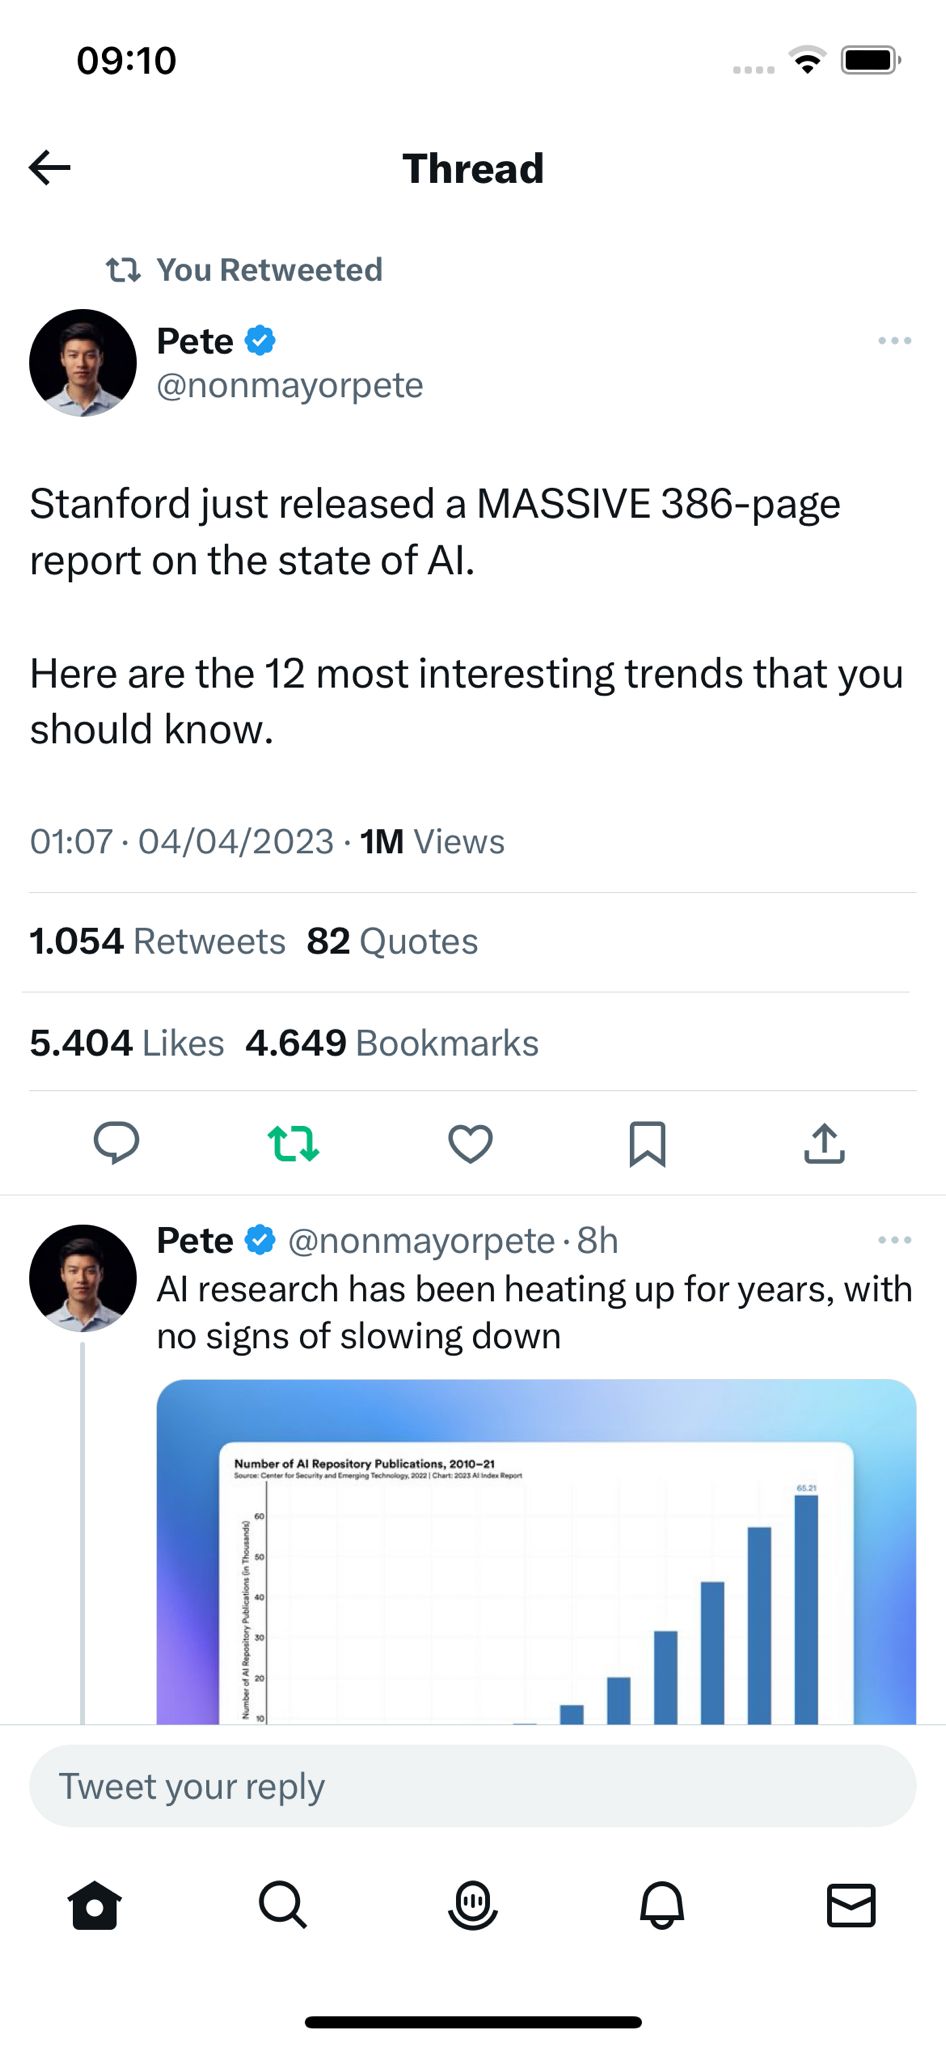 09:10
Thread
You Retweeted
Pete
@nonmayorpete
Stanford just released a MASSIVE 386-page
report on the state of AI.
Here are the 12 most interesting trends that you
should know.
01:07 · 04/04/2023 · 1M Views
1.054 Retweets 82 Quotes
5.404 Likes 4.649 Bookmarks
Pete @nonmayorpete · 8h
AI research has been heating up for years, with
no signs of slowing down
Number of AI Repository Publications, 2010–21
Source: Center for Security and Emerging Technology, 2022 | Chart: 2023 AI Index Report
65.21
Number of AI Repository Publications (in Thousands)
60
50
40
30
20
10
Tweet your reply